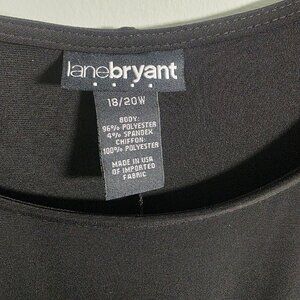 lanebryant
18/20W
BODY:
96% POLYESTER
4% SPANDEX
CHIFFON:
100% POLYESTER
MADE IN USA
OF IMPORTED
FABRIC